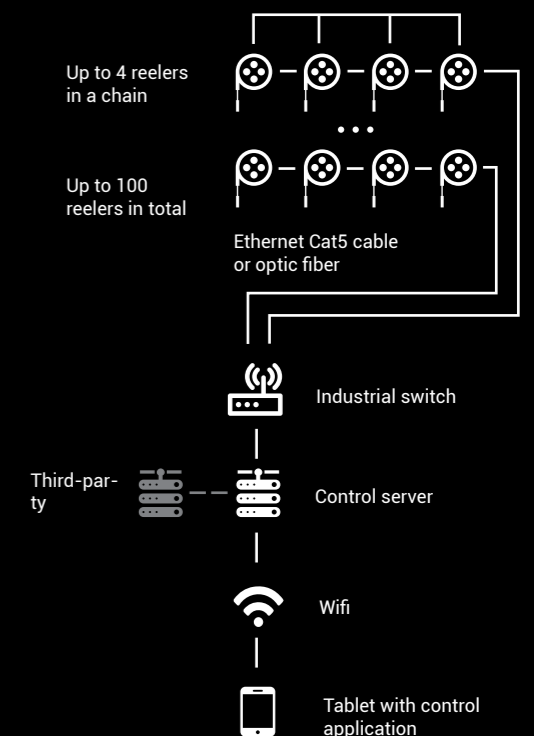 Up to 4 reelers
in a chain
Up to 100
reelers in total
Ethernet Cat5 cable
or optic fiber
Industrial switch
Third-par-
ty
Control server
Wifi
Tablet with control
application